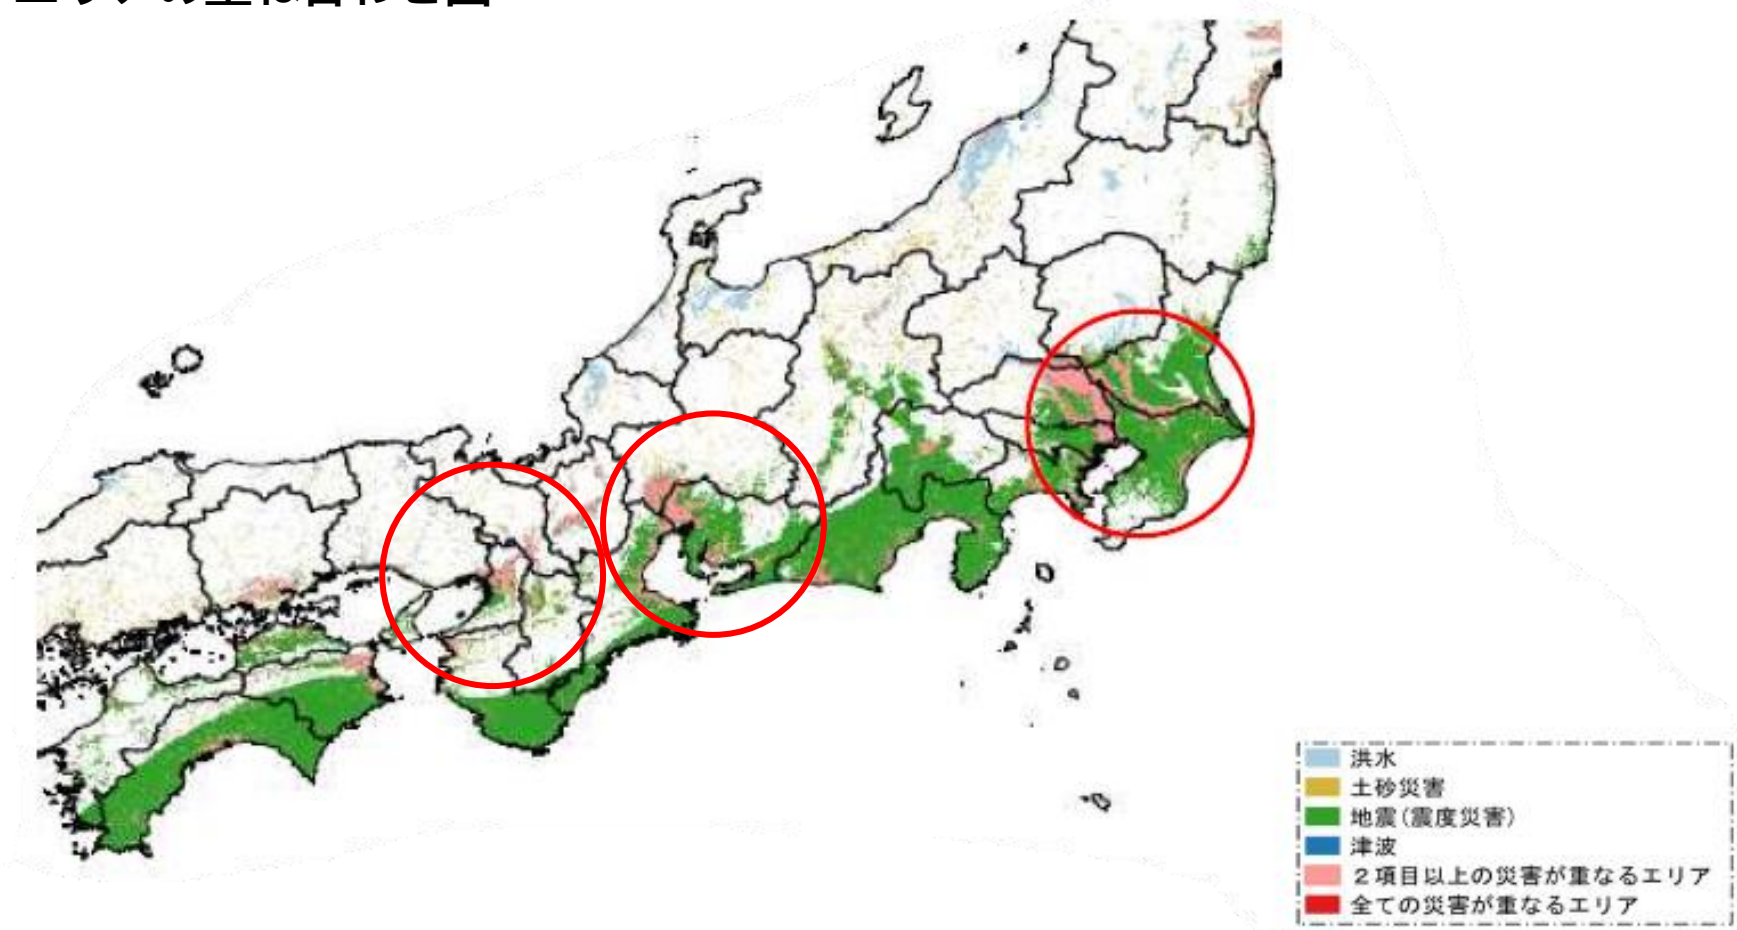 洪水
土砂災害
地震(震度災害)
津波
2項目以上の災害が重なるエリア
全ての災害が重なるエリア